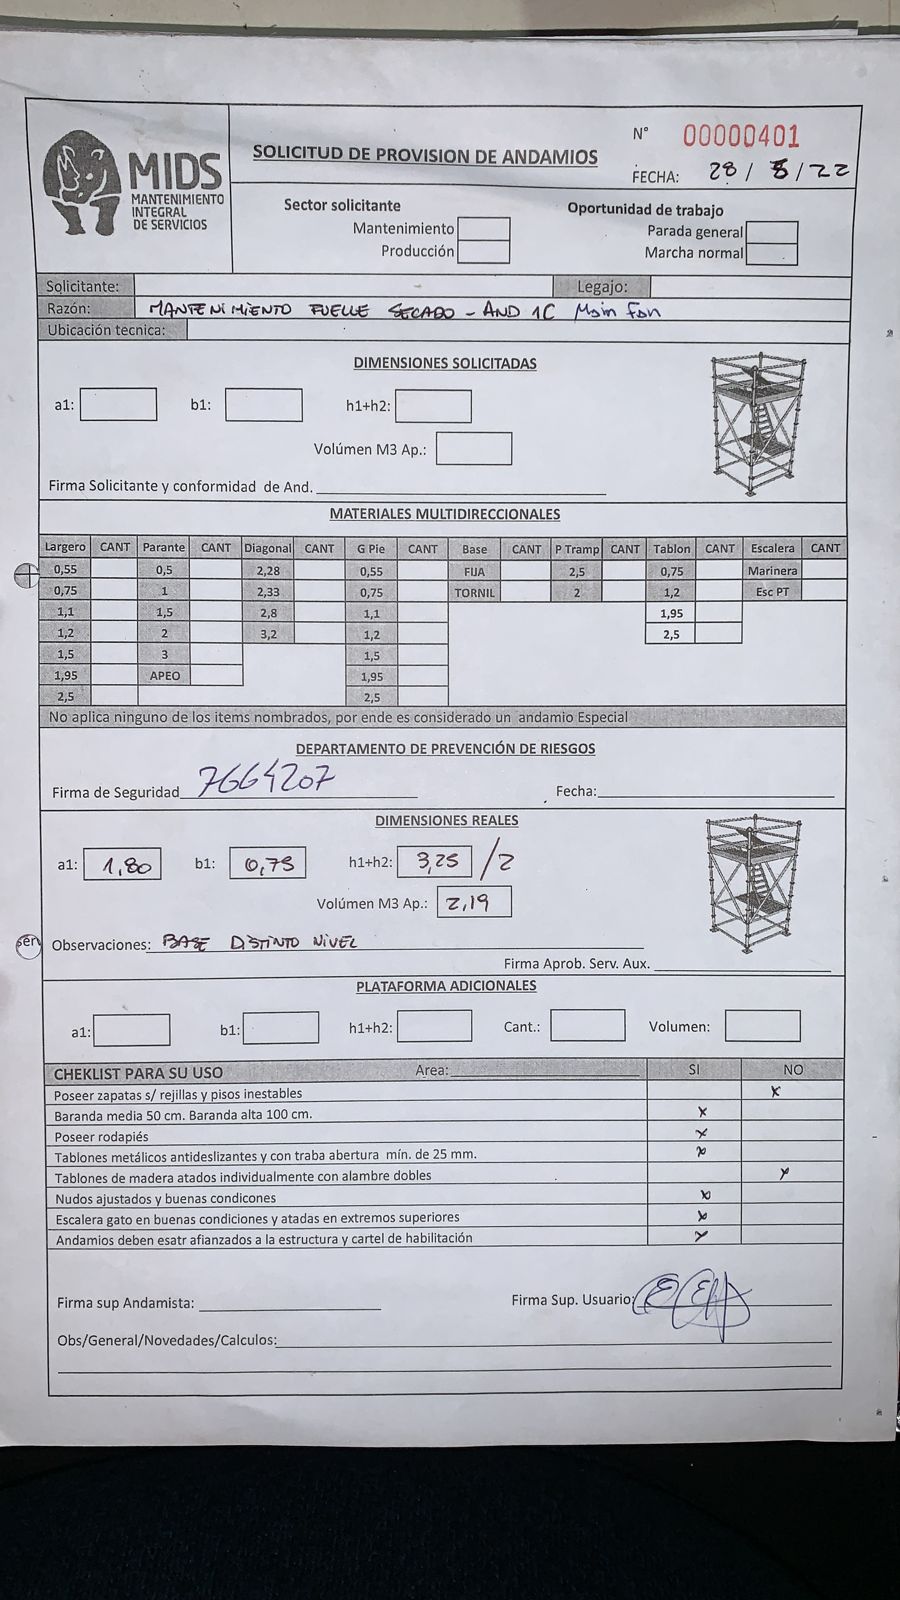 MIDS
MANTENIMIENTO
INTEGRAL
DE SERVICIOS
SOLICITUD DE PROVISION DE ANDAMIOS
N° 00000401
FECHA: 28 / 5 / 22
Sector solicitante
Mantenimiento
Producción
Oportunidad de trabajo
Parada general
Marcha normal
Solicitante: Legajo:
Razón: MANTENIMIENTO FUELLE SECADO - AND 1C Main Fan
Ubicación tecnica:
DIMENSIONES SOLICITADAS
a1: b1: h1+h2:
Volúmen M3 Ap.:
Firma Solicitante y conformidad de And.
MATERIALES MULTIDIRECCIONALES
Largero CANT Parante CANT Diagonal CANT G Pie CANT Base CANT P Tramp CANT Tablon CANT Escalera CANT
0,55 0,5 2,28 0,55 FIJA 2,5 0,75 Marinera
0,75 1 2,33 0,75 TORNIL 2 1,2 Esc PT
1,1 1,5 2,8 1,1 1,95
1,2 2 3,2 1,2 2,5
1,5 3 1,5
1,95 APEO 1,95
2,5 2,5
No aplica ninguno de los items nombrados, por ende es considerado un andamio Especial
DEPARTAMENTO DE PREVENCIÓN DE RIESGOS
Firma de Seguridad 7664207 Fecha:
DIMENSIONES REALES
a1: 1,80 b1: 0,75 h1+h2: 3,25 /2
Volúmen M3 Ap.: 2,19
Observaciones: BASE DISTINTO NIVEL
Firma Aprob. Serv. Aux.
PLATAFORMA ADICIONALES
a1: b1: h1+h2: Cant.: Volumen:
CHEKLIST PARA SU USO Area: SI NO
Poseer zapatas s/ rejillas y pisos inestables x
Baranda media 50 cm. Baranda alta 100 cm. x
Poseer rodapiés x
Tablones metálicos antideslizantes y con traba abertura mín. de 25 mm. x
Tablones de madera atados individualmente con alambre dobles x
Nudos ajustados y buenas condicones x
Escalera gato en buenas condiciones y atadas en extremos superiores x
Andamios deben esatr afianzados a la estructura y cartel de habilitación x
Firma sup Andamista: Firma Sup. Usuario:
Obs/General/Novedades/Calculos: